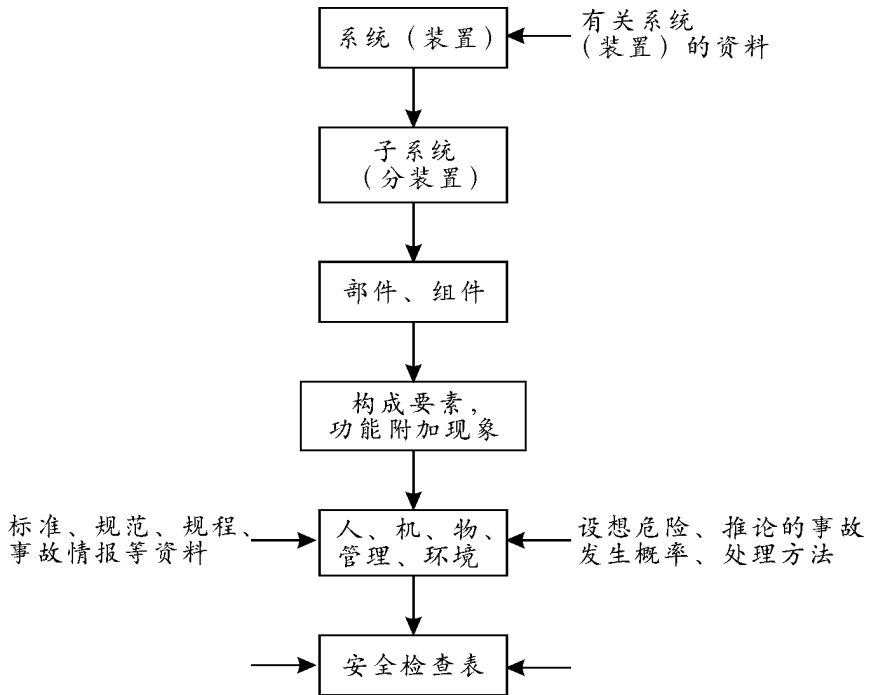 系统（装置）
有关系统
（装置）的资料
子系统
（分装置）
部件、组件
构成要素，
功能附加现象
标准、规范、规程、
事故情报等资料
人、机、物、
管理、环境
设想危险、推论的事故
发生概率、处理方法
安全检查表